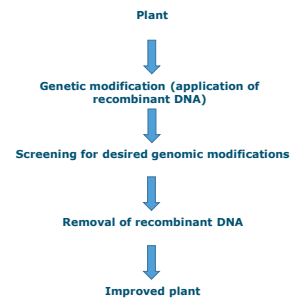 Plant
Genetic modification (application of
recombinant DNA)
Screening for desired genomic modifications
Removal of recombinant DNA
Improved plant